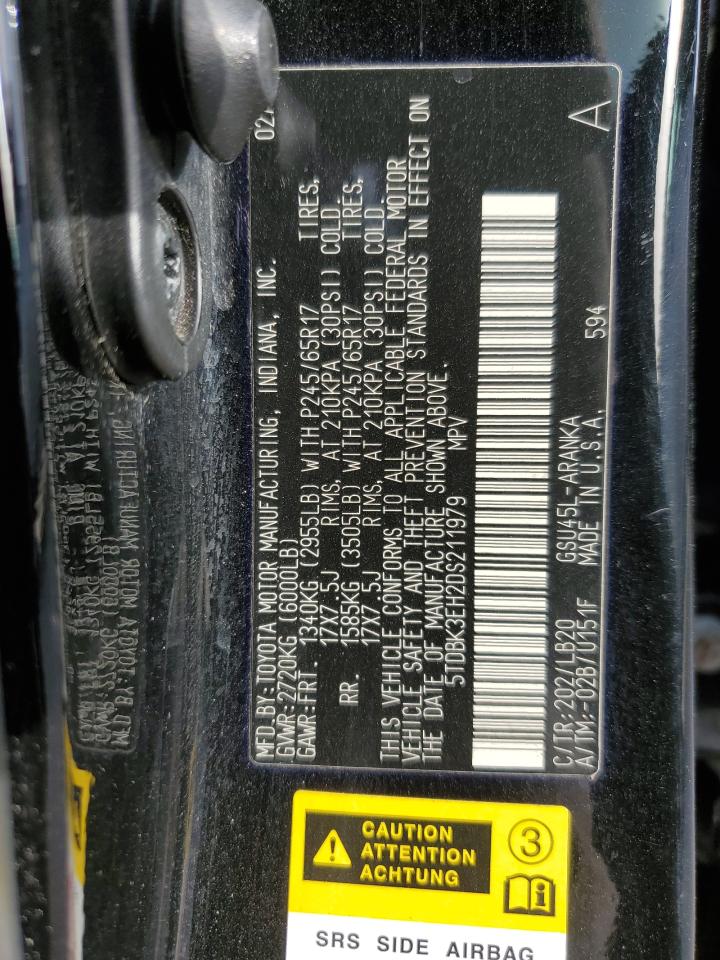 MFD.BY:TOYOTA MOTOR MANUFACTURING, INDIANA, INC. 02
GVWR:2720KG (6000LB)
GAWR:FRT. 1340KG (2955LB) WITH P245/65R17 TIRES,
17X7.5J RIMS, AT 210KPA (30PSI) COLD.
RR. 1585KG (3505LB) WITH P245/65R17 TIRES,
17X7.5J RIMS, AT 210KPA (30PSI) COLD
THIS VEHICLE CONFORMS TO ALL APPLICABLE FEDERAL MOTOR
VEHICLE SAFETY AND THEFT PREVENTION STANDARDS IN EFFECT ON
THE DATE OF MANUFACTURE SHOWN ABOVE.
5TDBK3EH2DS211979 MPV
C/TR:202/LB20 GSU45L-ARANKA 594 A
A/TM:-02B/U151F MADE IN U.S.A.
CAUTION
ATTENTION
ACHTUNG
3
SRS SIDE AIRBAG